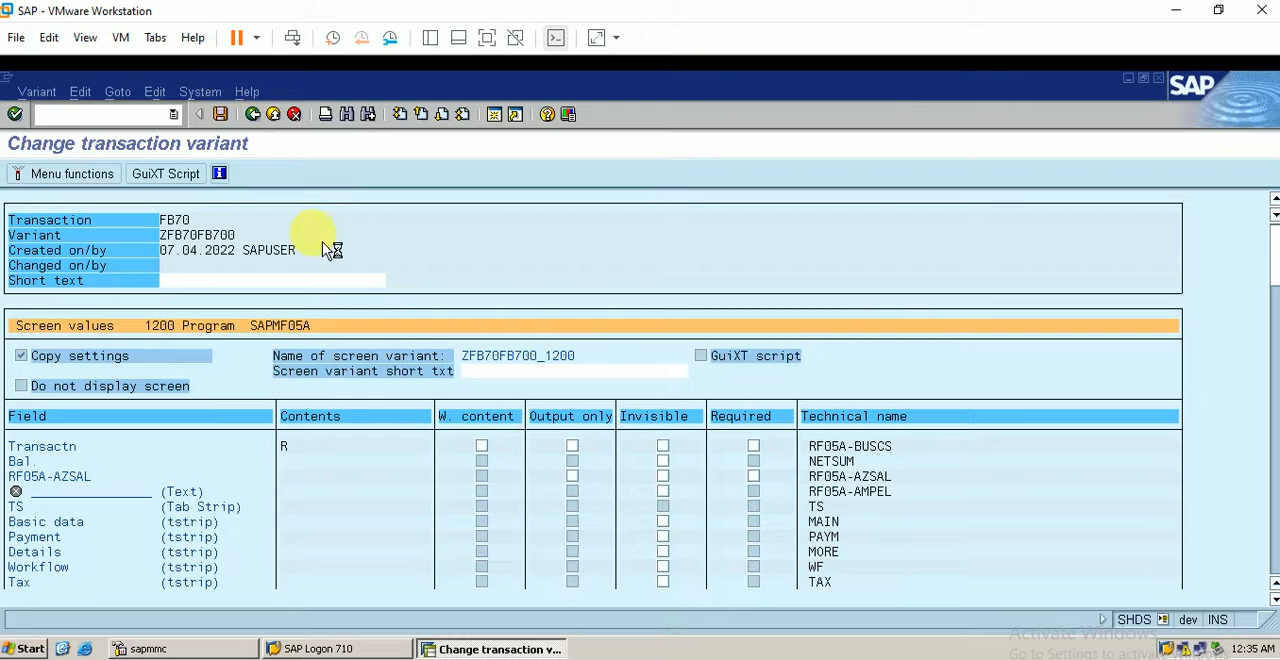 SAP - VMware Workstation
File Edit View VM Tabs Help
Variant Edit Goto Edit System Help
SAP
Change transaction variant
Menu functions GuiXT Script
Transaction FB70
Variant ZFB70FB700
Created on/by 07.04.2022 SAPUSER
Changed on/by
Short text
Screen values 1200 Program SAPMF05A
Copy settings Name of screen variant: ZFB70FB700_1200 GuiXT script
Screen variant short txt
Do not display screen
Field Contents W. content Output only Invisible Required Technical name
Transactn R RF05A-BUSCS
Bal. NETSUM
RF05A-AZSAL RF05A-AZSAL
(Text) RF05A-AMPEL
TS (Tab Strip) TS
Basic data (tstrip) MAIN
Payment (tstrip) PAYM
Details (tstrip) MORE
Workflow (tstrip) WF
Tax (tstrip) TAX
SHDS dev INS
Activate Windows
Go to Settings to activate Windows.
Start sapmmc SAP Logon 710 Change transaction v... 12:35 AM